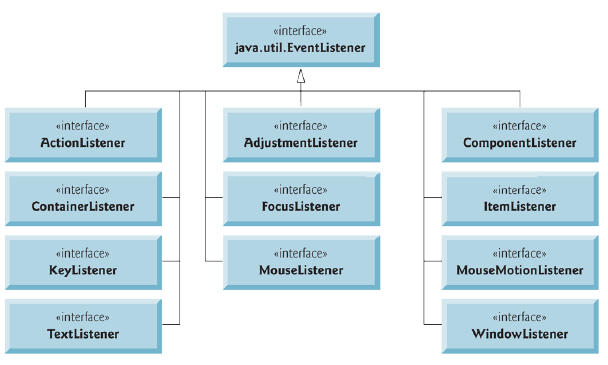 «interface»
java.util.EventListener
«interface»
ActionListener
«interface»
AdjustmentListener
«interface»
ComponentListener
«interface»
ContainerListener
«interface»
FocusListener
«interface»
ItemListener
«interface»
KeyListener
«interface»
MouseListener
«interface»
MouseMotionListener
«interface»
TextListener
«interface»
WindowListener